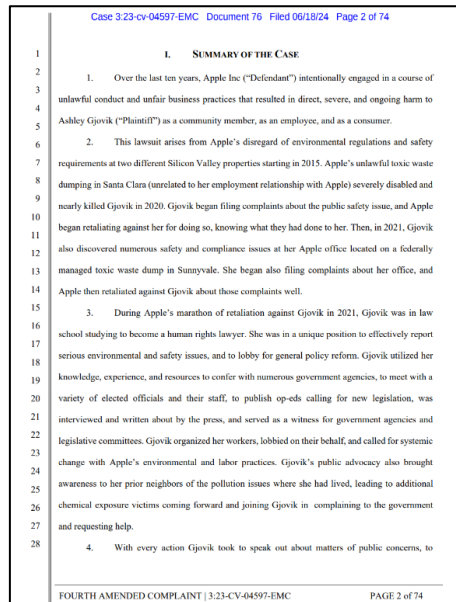 Case 3:23-cv-04597-EMC Document 76 Filed 06/18/24 Page 2 of 74
1 I. SUMMARY OF THE CASE
2 1. Over the last ten years, Apple Inc (“Defendant”) intentionally engaged in a course of
3
4 unlawful conduct and unfair business practices that resulted in direct, severe, and ongoing harm to
5 Ashley Gjovik (“Plaintiff”) as a community member, as an employee, and as a consumer.
6 2. This lawsuit arises from Apple’s disregard of environmental regulations and safety
7 requirements at two different Silicon Valley properties starting in 2015. Apple’s unlawful toxic waste
8 dumping in Santa Clara (unrelated to her employment relationship with Apple) severely disabled and
9 nearly killed Gjovik in 2020. Gjovik began filing complaints about the public safety issue, and Apple
10
11 began retaliating against her for doing so, knowing what they had done to her. Then, in 2021, Gjovik
12 also discovered numerous safety and compliance issues at her Apple office located on a federally
13 managed toxic waste dump in Sunnyvale. She began also filing complaints about her office, and
14 Apple then retaliated against Gjovik about those complaints well.
15 3. During Apple’s marathon of retaliation against Gjovik in 2021, Gjovik was in law
16 school studying to become a human rights lawyer. She was in a unique position to effectively report
17
18 serious environmental and safety issues, and to lobby for general policy reform. Gjovik utilized her
19 knowledge, experience, and resources to confer with numerous government agencies, to meet with a
20 variety of elected officials and their staff, to publish op-eds calling for new legislation, was
21 interviewed and written about by the press, and served as a witness for government agencies and
22 legislative committees. Gjovik organized her workers, lobbied on their behalf, and called for systemic
23
24 change with Apple’s environmental and labor practices. Gjovik’s public advocacy also brought
25 awareness to her prior neighbors of the pollution issues where she had lived, leading to additional
26 chemical exposure victims coming forward and joining Gjovik in complaining to the government
27 and requesting help.
28 4. With every action Gjovik took to speak out about matters of public concerns, to
FOURTH AMENDED COMPLAINT | 3:23-CV-04597-EMC PAGE 2 of 74